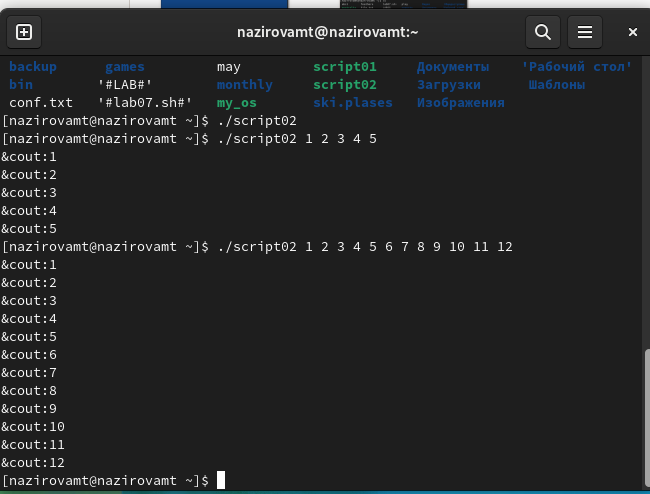 nazirovamt@nazirovamt:~
backup games may script01 Документы 'Рабочий стол'
bin '#LAB#' monthly script02 Загрузки Шаблоны
conf.txt '#lab07.sh#' my_os ski.plases Изображения
[nazirovamt@nazirovamt ~]$ ./script02
[nazirovamt@nazirovamt ~]$ ./script02 1 2 3 4 5
&cout:1
&cout:2
&cout:3
&cout:4
&cout:5
[nazirovamt@nazirovamt ~]$ ./script02 1 2 3 4 5 6 7 8 9 10 11 12
&cout:1
&cout:2
&cout:3
&cout:4
&cout:5
&cout:6
&cout:7
&cout:8
&cout:9
&cout:10
&cout:11
&cout:12
[nazirovamt@nazirovamt ~]$